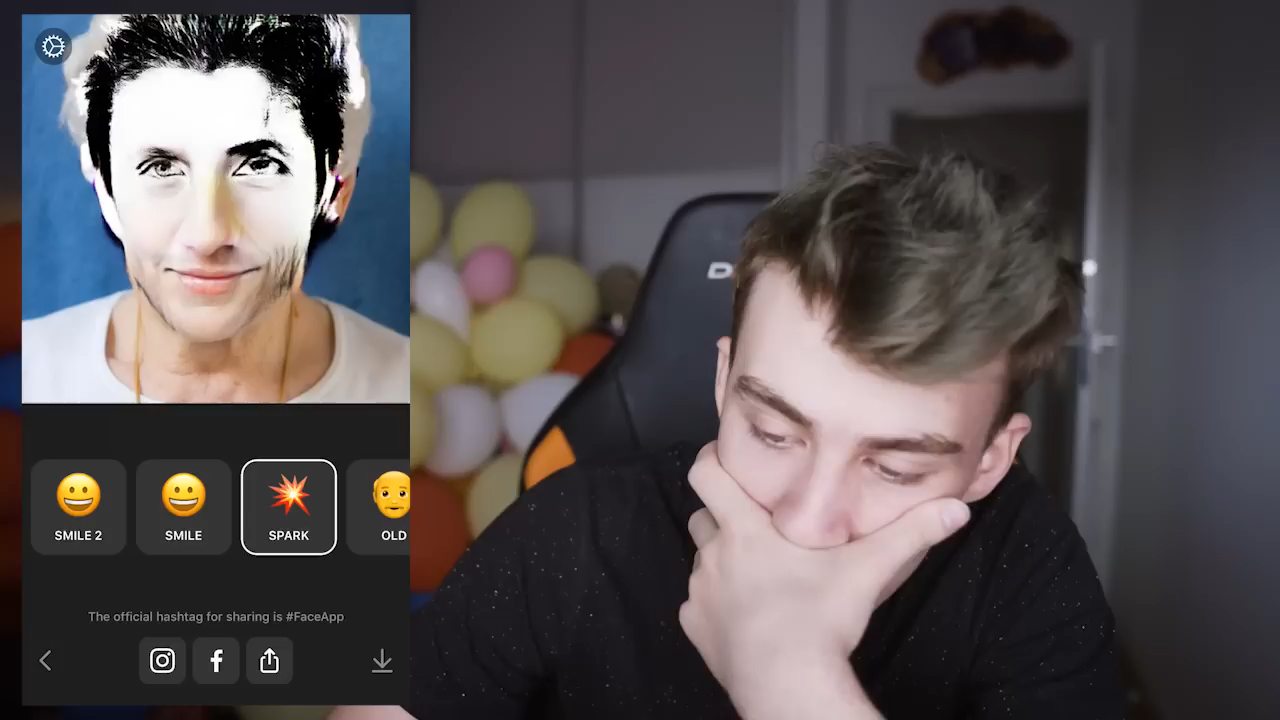 SMILE 2
SMILE
SPARK
OLD
The official hashtag for sharing is #FaceApp